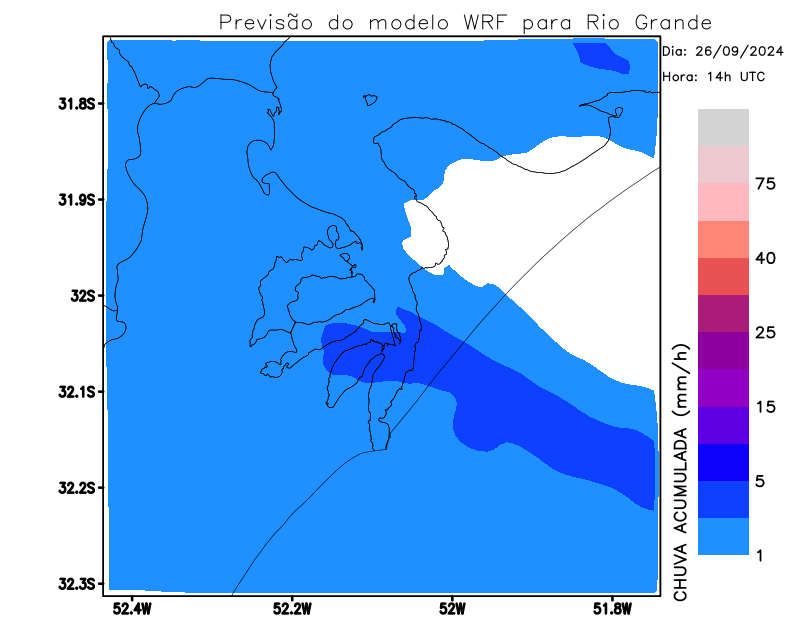 Previsão do modelo WRF para Rio Grande
Dia: 26/09/2024
Hora: 14h UTC
31.8S
31.9S
32S
32.1S
32.2S
32.3S
52.4W 52.2W 52W 51.8W
CHUVA ACUMULADA (mm/h)
75
40
25
15
5
1